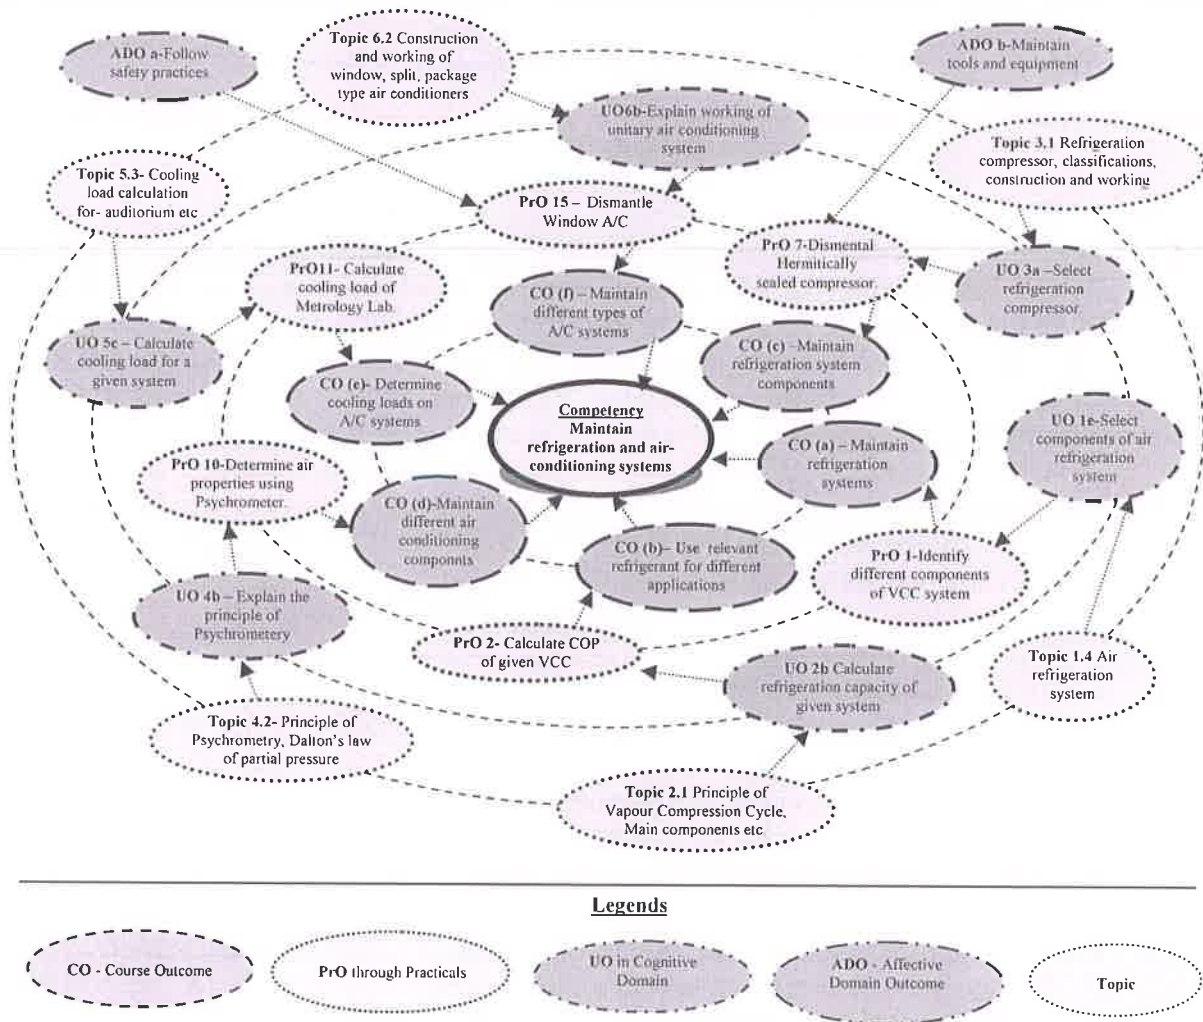 ADO a-Follow
safety practices
Topic 6.2 Construction
and working of
window, split, package
type air conditioners
ADO b-Maintain
tools and equipment
UO6b-Explain working of
unitary air conditioning
system
Topic 3.1 Refrigeration
compressor, classifications,
construction and working
Topic 5.3- Cooling
load calculation
for- auditorium etc
PrO 15 – Dismantle
Window A/C
PrO 7-Dismental
Hermitically
sealed compressor.
UO 3a –Select
refrigeration
compressor.
PrO11- Calculate
cooling load of
Metrology Lab.
CO (f) – Maintain
different types of
A/C systems
UO 5c – Calculate
cooling load for a
given system
CO (c) –Maintain
refrigeration system
components
CO (e)- Determine
cooling loads on
A/C systems
Competency
Maintain
refrigeration and air-
conditioning systems
UO 1e-Select
components of air
refrigeration
system
CO (a) – Maintain
refrigeration
systems
PrO 10-Determine air
properties using
Psychrometer.
CO (d)-Maintain
different air
conditioning
componnts
CO (b)– Use relevant
refrigerant for different
applications
PrO 1-Identify
different components
of VCC system
UO 4b – Explain the
principle of
Psychrometery
PrO 2- Calculate COP
of given VCC
UO 2b Calculate
refrigeration capacity of
given system
Topic 1.4 Air
refrigeration
system
Topic 4.2- Principle of
Psychrometry, Dalton's law
of partial pressure
Topic 2.1 Principle of
Vapour Compression Cycle,
Main components etc
Legends
CO - Course Outcome
PrO through Practicals
UO in Cognitive
Domain
ADO - Affective
Domain Outcome
Topic